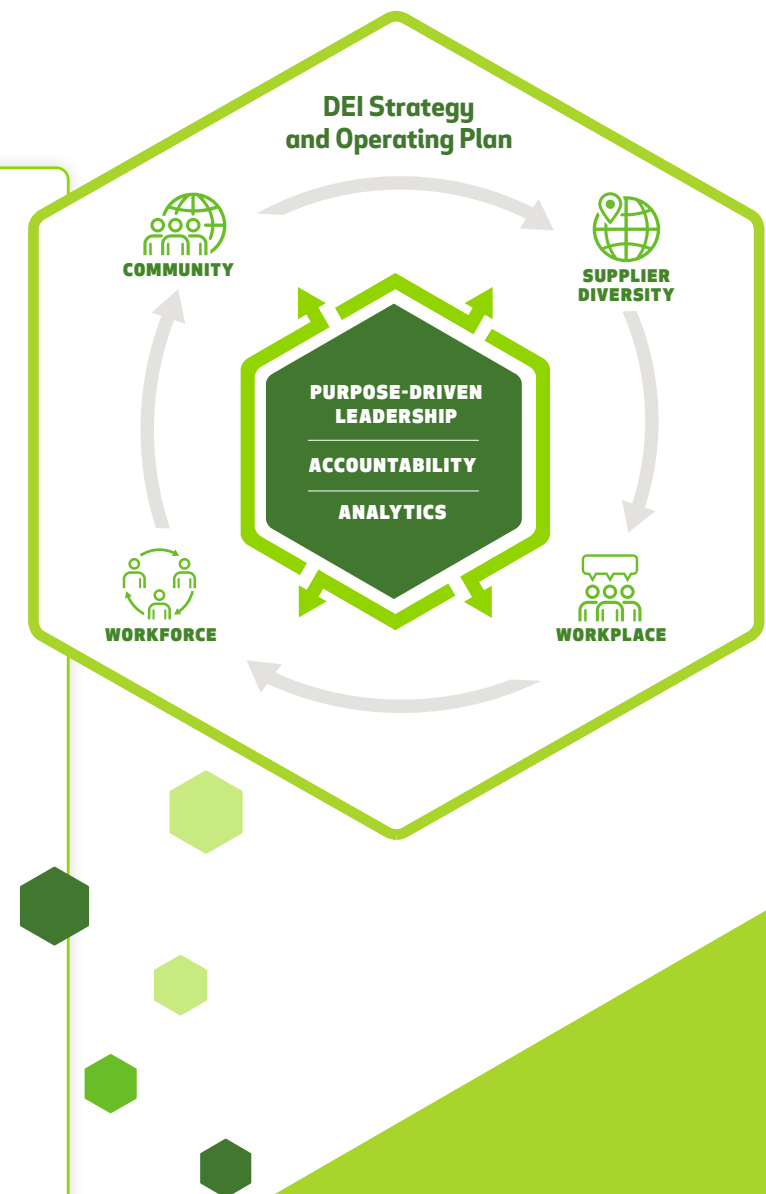 DEI Strategy
and Operating Plan
COMMUNITY
SUPPLIER
DIVERSITY
PURPOSE-DRIVEN
LEADERSHIP
ACCOUNTABILITY
ANALYTICS
WORKFORCE
WORKPLACE